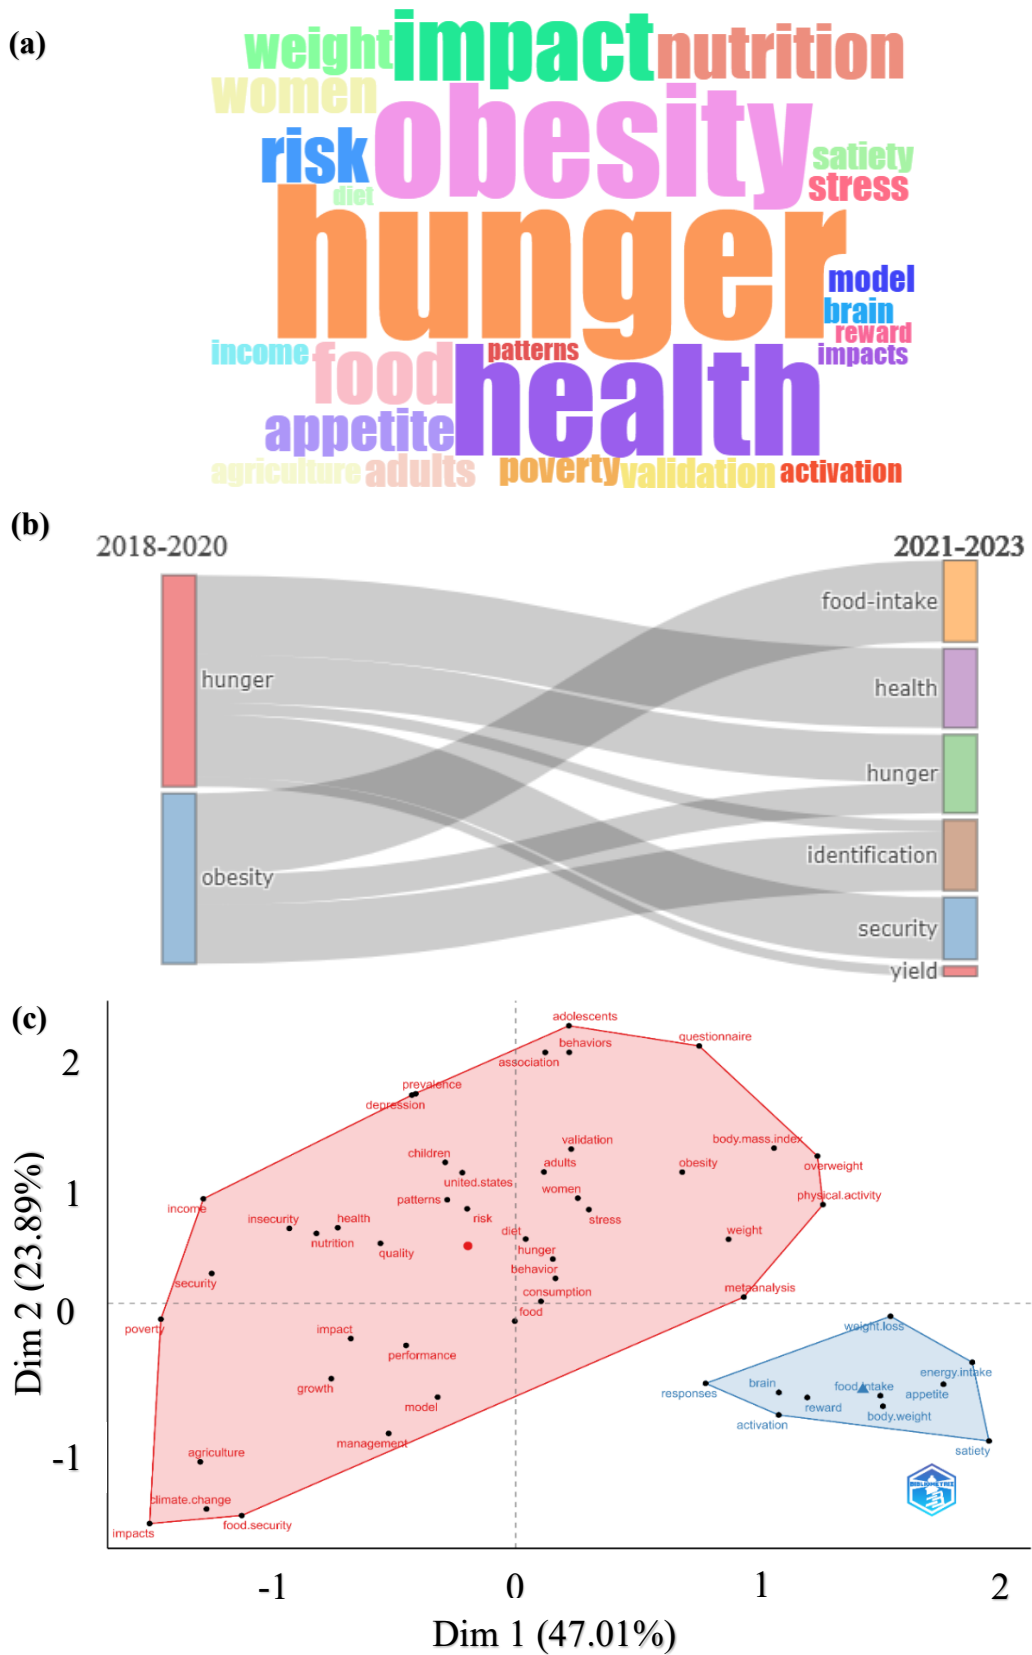 (a)
weight impact nutrition
women
obesity
risk
satiety
stress
diet
hunger
model
brain
reward
income food patterns impacts
health
appetite
agriculture adults poverty validation activation
(b)
2018-2020 2021-2023
food-intake
hunger health
hunger
obesity identification
security
yield
(c)
adolescents
questionnaire
behaviors
association
prevalence
depression
validation body.mass.index
children adults obesity overweight
united.states
women physical.activity
patterns
income
insecurity health risk stress
nutrition quality diet weight
hunger
behavior
security consumption metaanalysis
food
poverty impact weight.loss
performance
growth energy.intake
responses brain food.intake appetite
model reward body.weight
activation
management satiety
agriculture
climate.change
impacts food.security
BIBLIOMETRIX
2
1
0
-1
Dim 2 (23.89%)
-1 0 1 2
Dim 1 (47.01%)